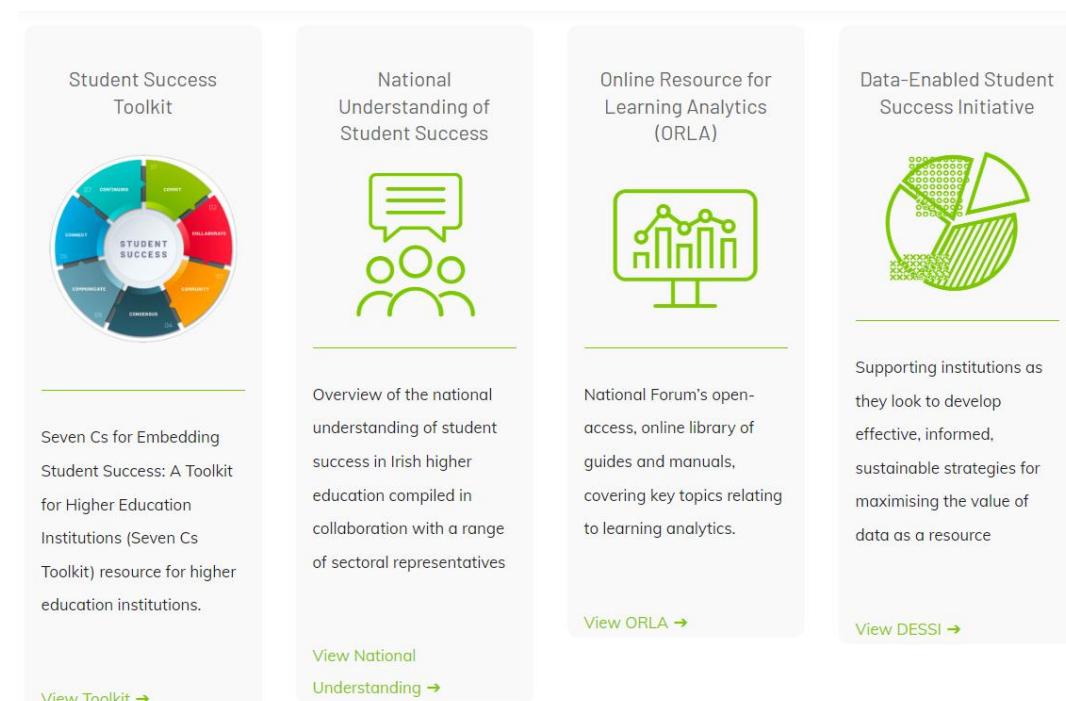 Student Success
Toolkit
07 CONTINUING
COMMIT
02
COLLABORATE
COMMUNITY
04
CONSENSUS
05
COMMUNICATE
CONNECT
STUDENT
SUCCESS
Seven Cs for Embedding
Student Success: A Toolkit
for Higher Education
Institutions (Seven Cs
Toolkit) resource for higher
education institutions.
View Toolkit ➔
National
Understanding of
Student Success
Overview of the national
understanding of student
success in Irish higher
education compiled in
collaboration with a range
of sectoral representatives
View National
Understanding ➔
Online Resource for
Learning Analytics
(ORLA)
National Forum’s open-
access, online library of
guides and manuals,
covering key topics relating
to learning analytics.
View ORLA ➔
Data-Enabled Student
Success Initiative
Supporting institutions as
they look to develop
effective, informed,
sustainable strategies for
maximising the value of
data as a resource
View DESSI ➔